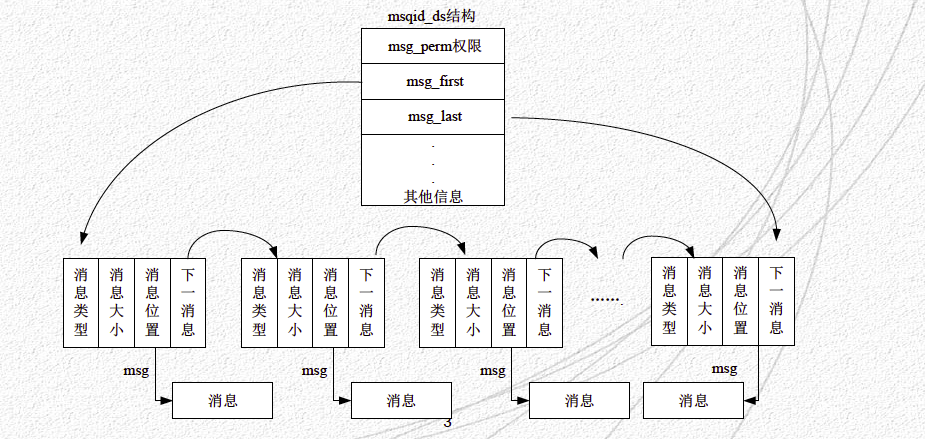 msqid_ds结构
msg_perm权限
msg_first
msg_last
.
.
.
其他信息
消息类型 消息大小 消息位置 下一消息
消息类型 消息大小 消息位置 下一消息
消息类型 消息大小 消息位置 下一消息
…….
消息类型 消息大小 消息位置 下一消息
msg
msg
msg
msg
消息
消息
消息
消息
3